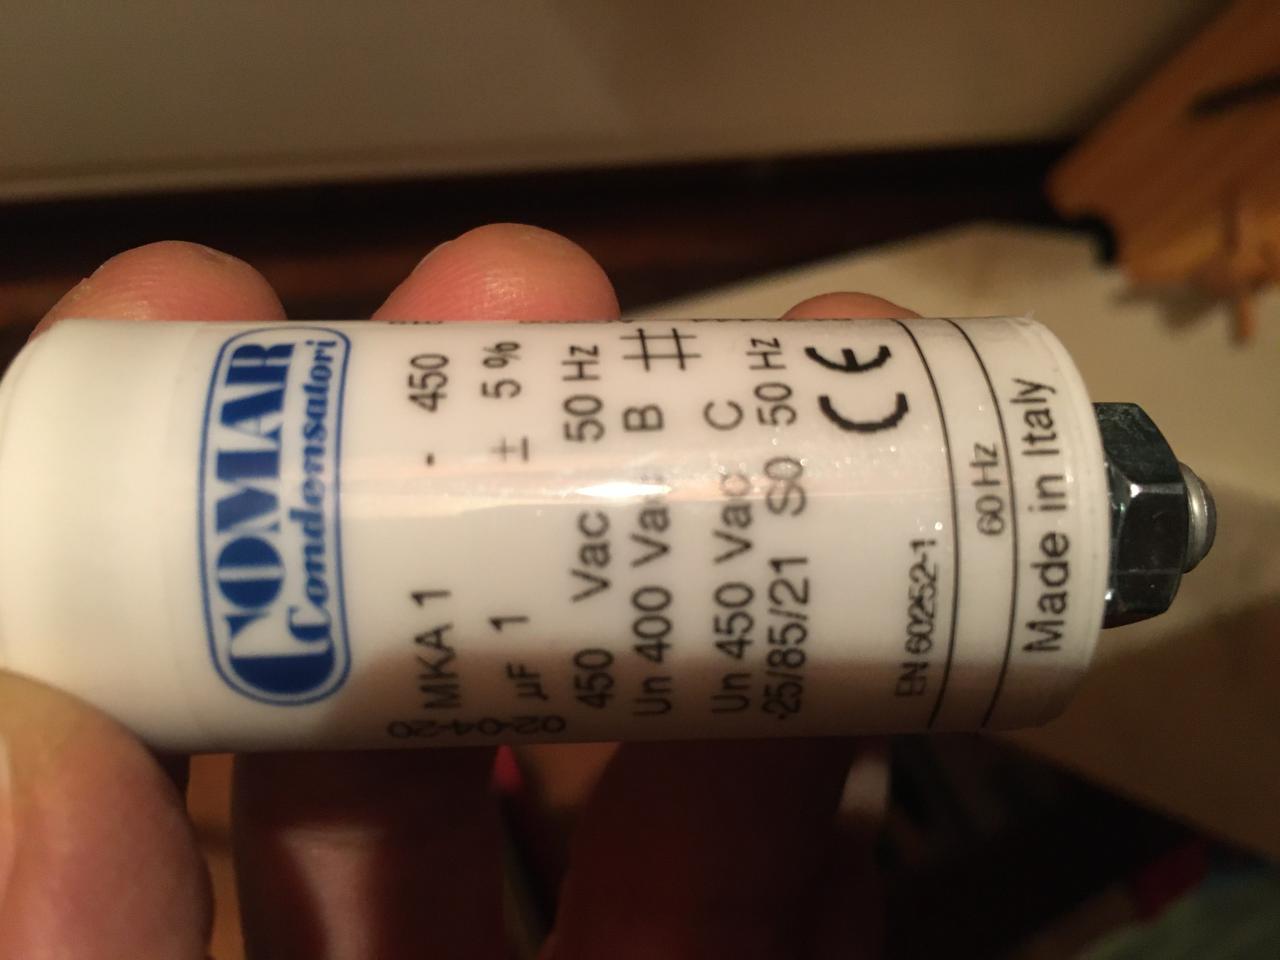 COMAR
Condensatori
MKA 1 - 450
µF 1 ± 5 %
450 Vac 50 Hz
Un 400 Vac B #
Un 450 Vac C
25/85/21 S0 50 Hz
EN 60252-1 CE
60 Hz
Made in Italy